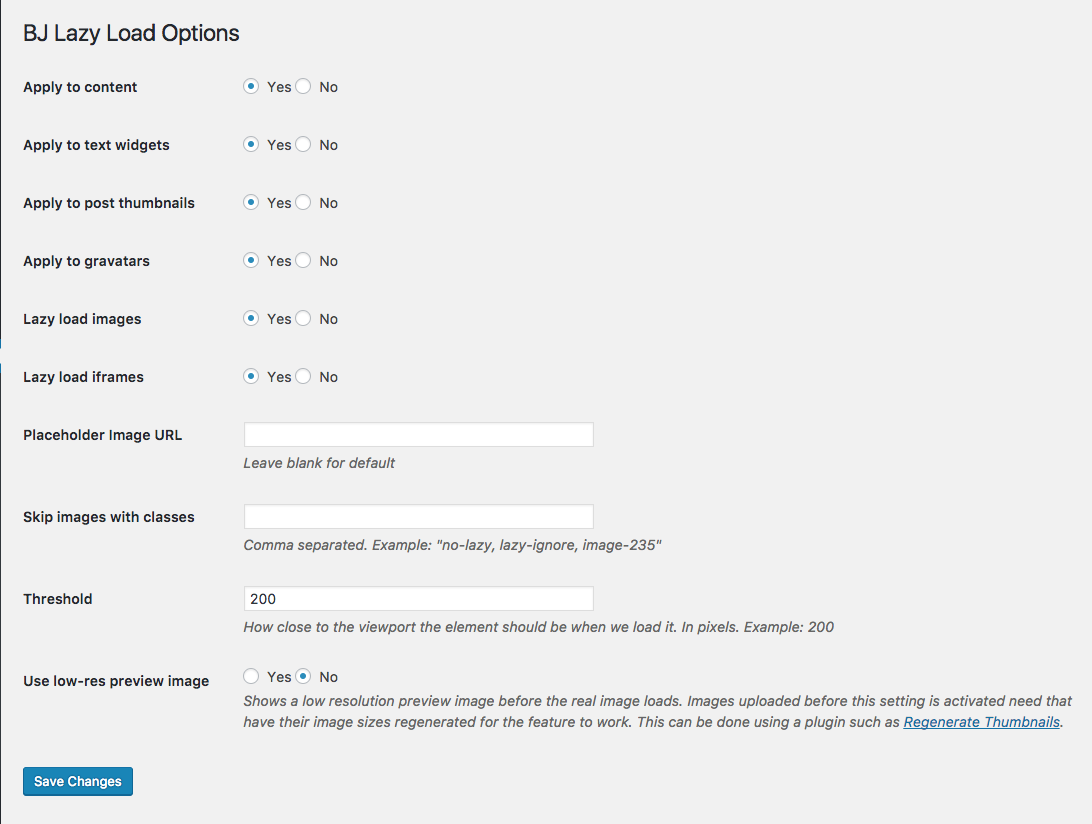 BJ Lazy Load Options
Apply to content Yes No
Apply to text widgets Yes No
Apply to post thumbnails Yes No
Apply to gravatars Yes No
Lazy load images Yes No
Lazy load iframes Yes No
Placeholder Image URL
Leave blank for default
Skip images with classes
Comma separated. Example: "no-lazy, lazy-ignore, image-235"
Threshold 200
How close to the viewport the element should be when we load it. In pixels. Example: 200
Use low-res preview image Yes No
Shows a low resolution preview image before the real image loads. Images uploaded before this setting is activated need that
have their image sizes regenerated for the feature to work. This can be done using a plugin such as Regenerate Thumbnails.
Save Changes